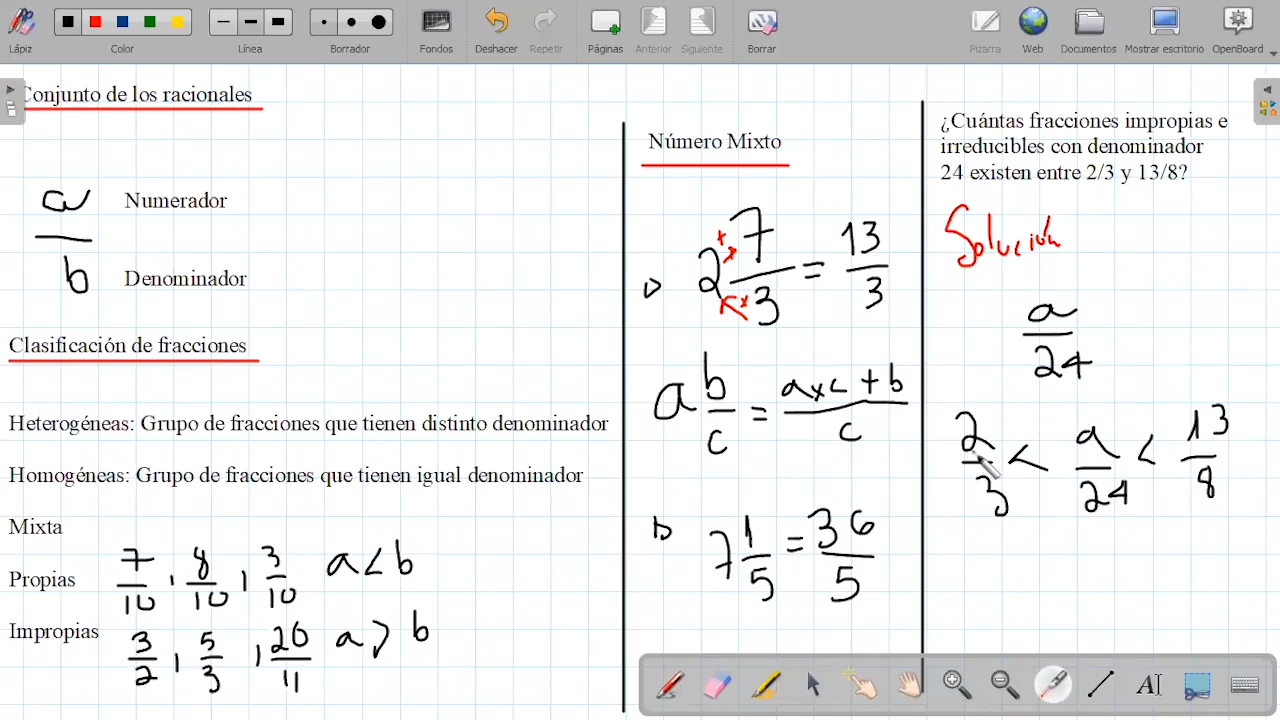 Lápiz Color Línea Borrador Fondos Deshacer Repetir Páginas Anterior Siguiente Borrar Pizarra Web Documentos Mostrar escritorio OpenBoard
Conjunto de los racionales
a Numerador
b Denominador
Clasificación de fracciones
Heterogéneas: Grupo de fracciones que tienen distinto denominador
Homogéneas: Grupo de fracciones que tienen igual denominador
Mixta
Propias 7/10 , 8/10 , 3/10 a < b
Impropias 3/2 , 5/3 , 20/11 a > b
Número Mixto
2 7/3 = 13/3
a b/c = axc + b/c
7 1/5 = 36/5
¿Cuántas fracciones impropias e
irreducibles con denominador
24 existen entre 2/3 y 13/8?
Solución
a/24
2/3 < a/24 < 13/8